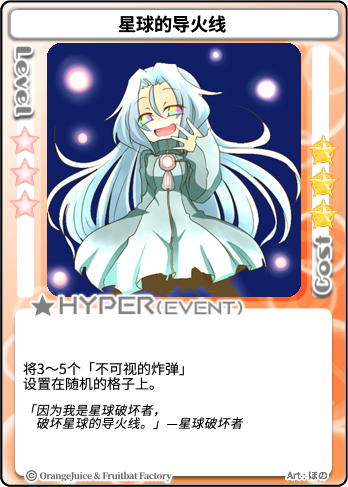 星球的导火线
Level
Cost
HYPER(EVENT)
将3～5个「不可视的炸弹」
设置在随机的格子上。
「因为我是星球破坏者，
破坏星球的导火线。」—星球破坏者
© OrangeJuice & Fruitbat Factory
Art : ほの